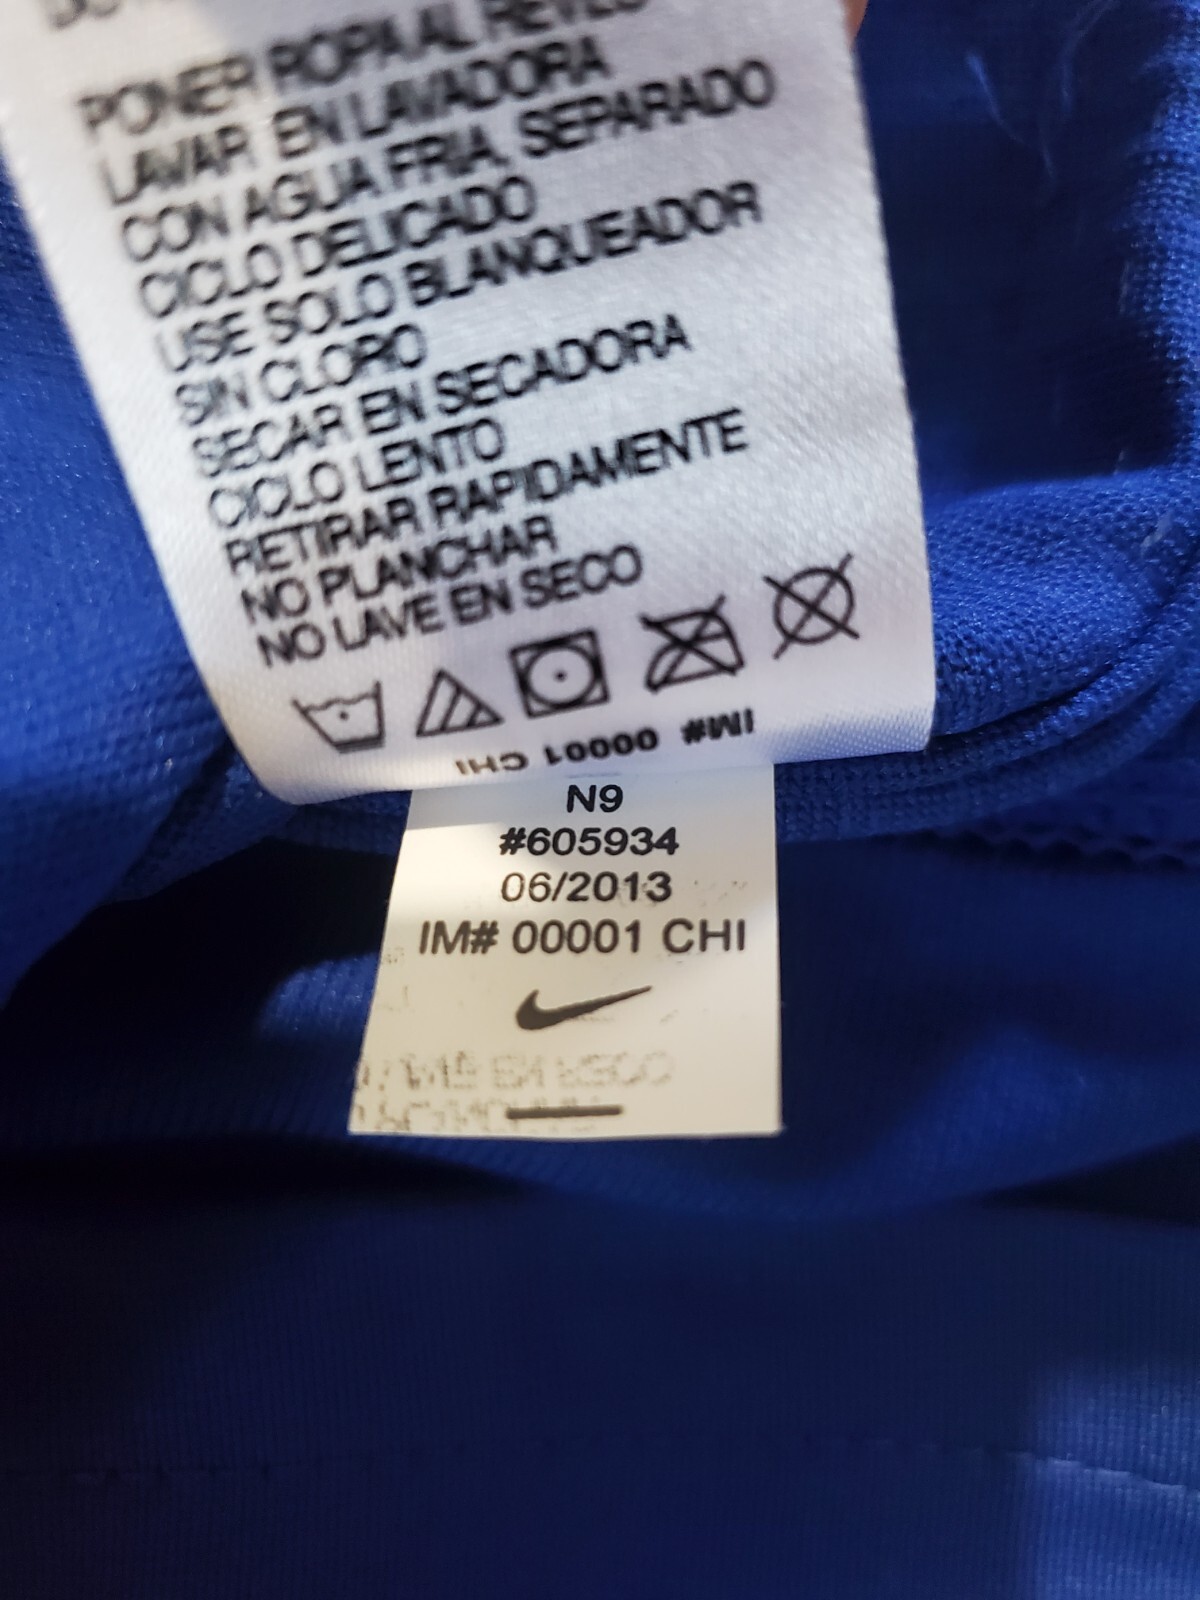 PONER ROPA AL REVES
LAVAR EN LAVADORA
CON AGUA FRIA, SEPARADO
CICLO DELICADO
USE SOLO BLANQUEADOR
SIN CLORO
SECAR EN SECADORA
CICLO LENTO
RETIRAR RAPIDAMENTE
NO PLANCHAR
NO LAVE EN SECO
IM# 00001 CHI
N9
#605934
06/2013
IM# 00001 CHI